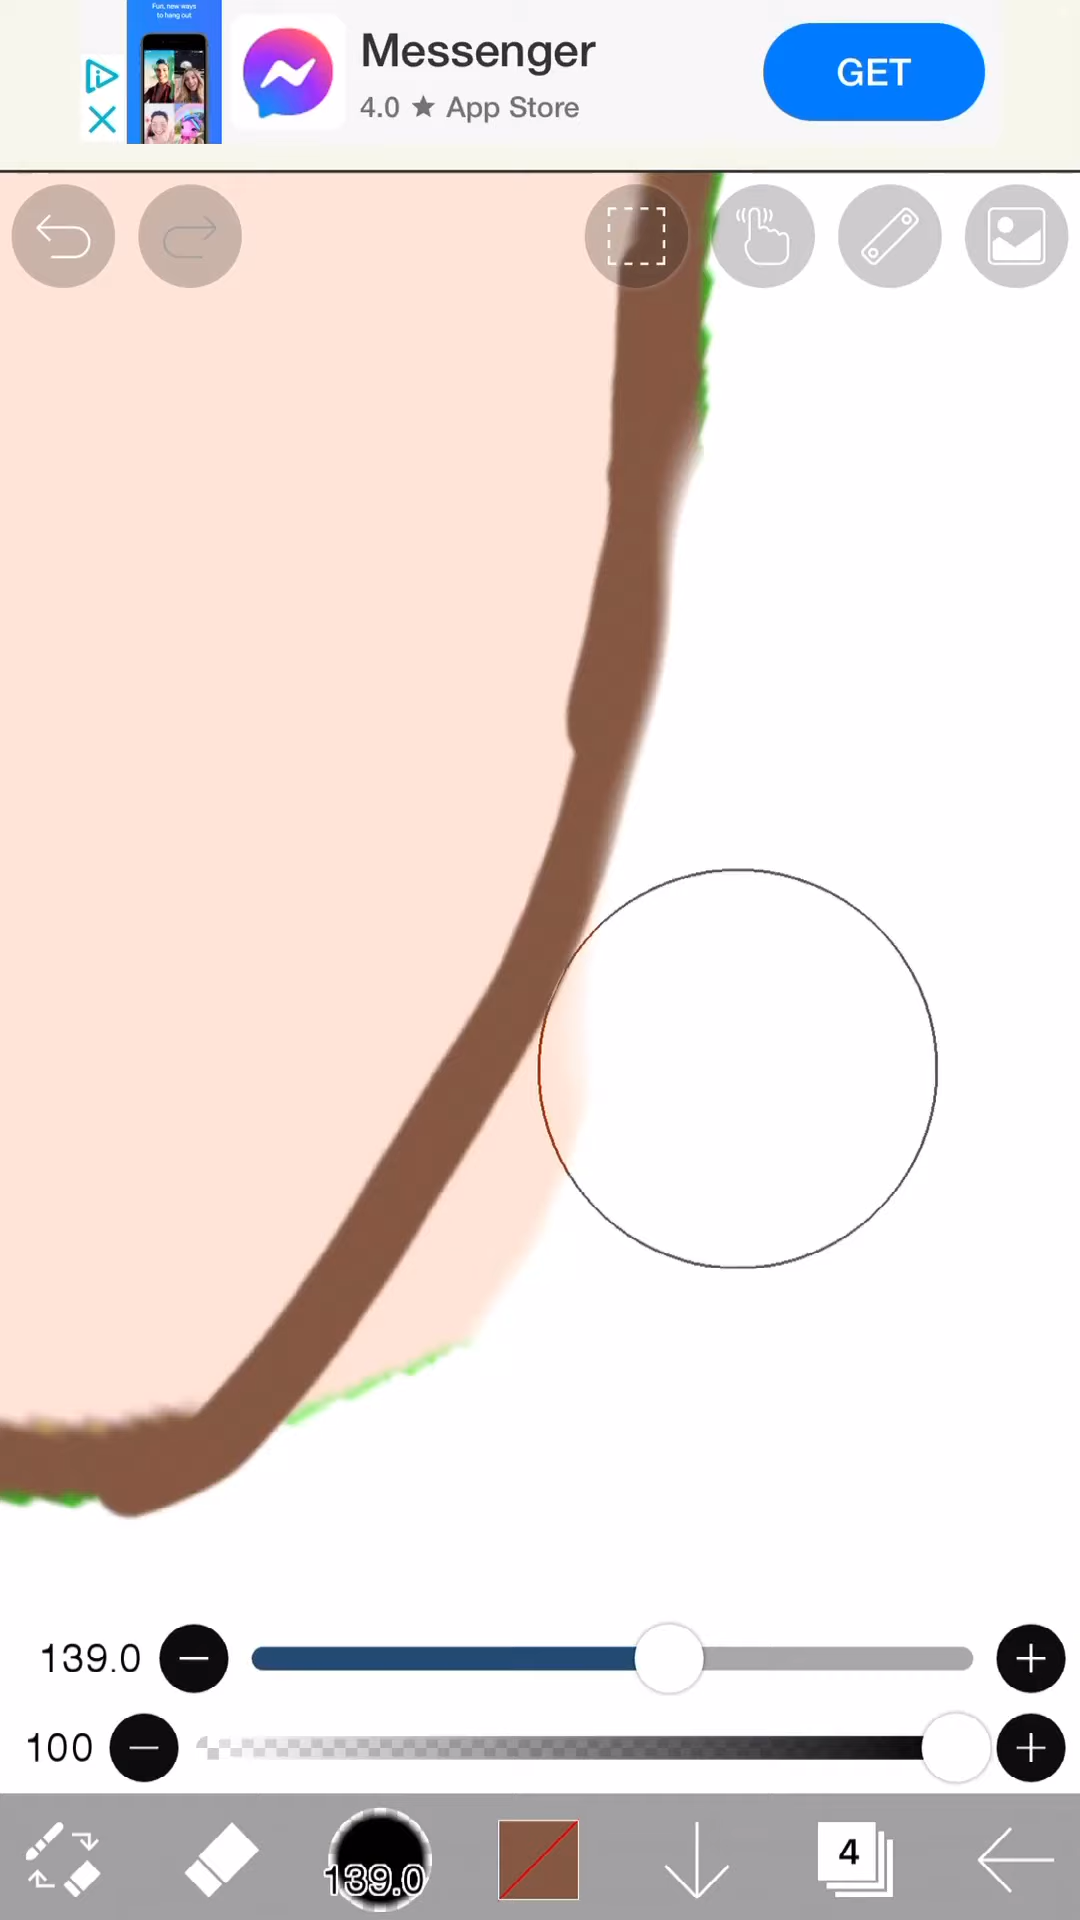 Fun, new ways
to hang out
Messenger
4.0 ★ App Store
GET
139.0
100
139.0
4